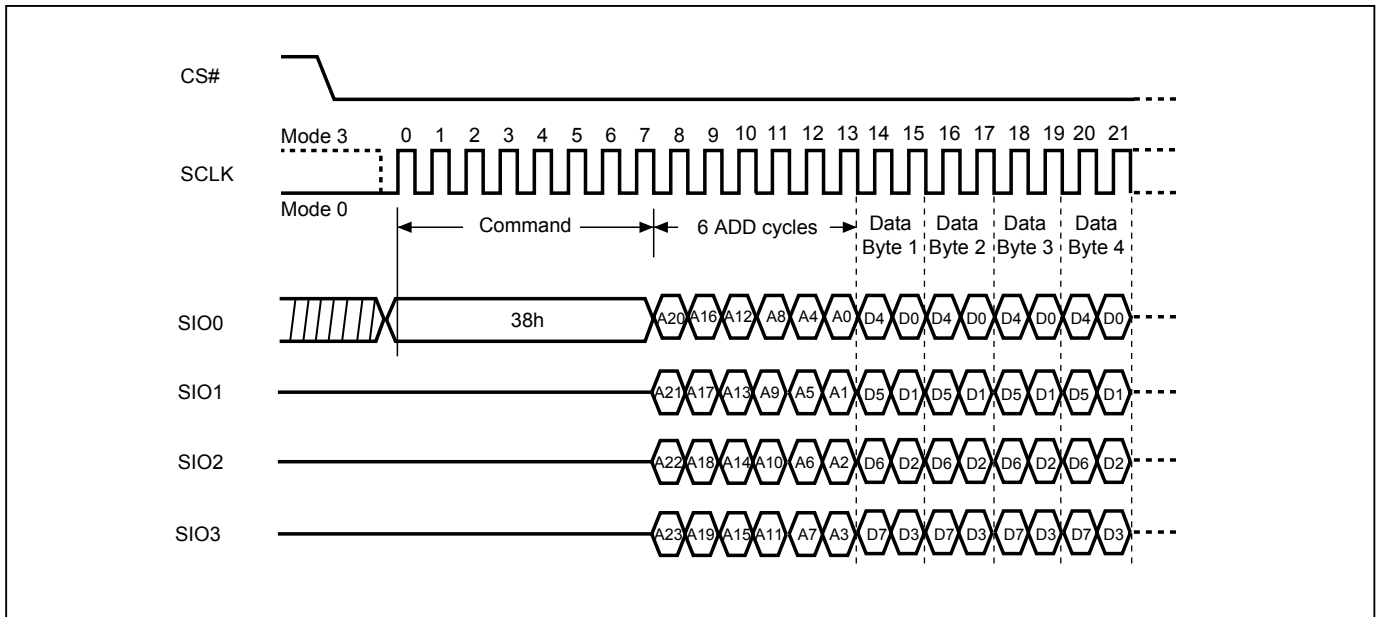 CS#
Mode 3
0 1 2 3 4 5 6 7 8 9 10 11 12 13 14 15 16 17 18 19 20 21
SCLK
Mode 0
Command
6 ADD cycles
Data Byte 1
Data Byte 2
Data Byte 3
Data Byte 4
SIO0
38h
A20 A16 A12 A8 A4 A0 D4 D0 D4 D0 D4 D0 D4 D0
SIO1
A21 A17 A13 A9 A5 A1 D5 D1 D5 D1 D5 D1 D5 D1
SIO2
A22 A18 A14 A10 A6 A2 D6 D2 D6 D2 D6 D2 D6 D2
SIO3
A23 A19 A15 A11 A7 A3 D7 D3 D7 D3 D7 D3 D7 D3